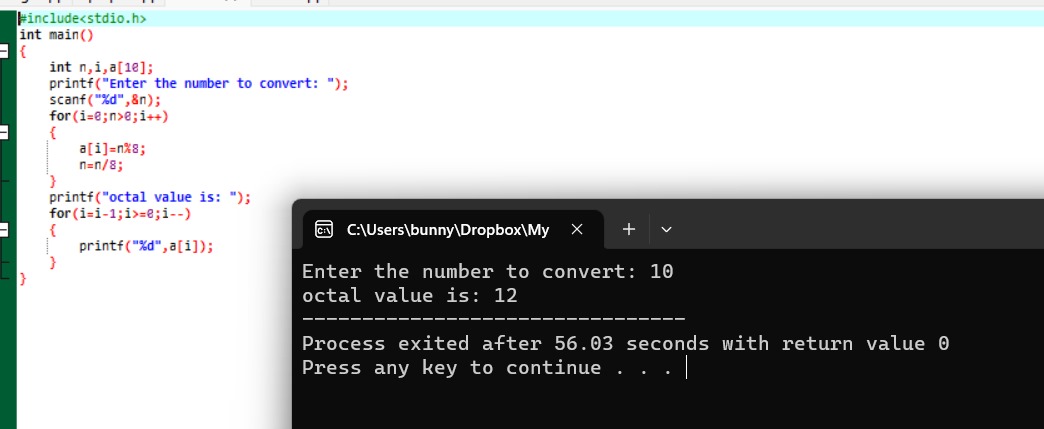 #include<stdio.h>
int main()
{
int n,i,a[10];
printf("Enter the number to convert: ");
scanf("%d",&n);
for(i=0;n>0;i++)
{
a[i]=n%8;
n=n/8;
}
printf("octal value is: ");
for(i=i-1;i>=0;i--)
{
printf("%d",a[i]);
}
}
C:\Users\bunny\Dropbox\My
Enter the number to convert: 10
octal value is: 12
--------------------------------
Process exited after 56.03 seconds with return value 0
Press any key to continue . . .